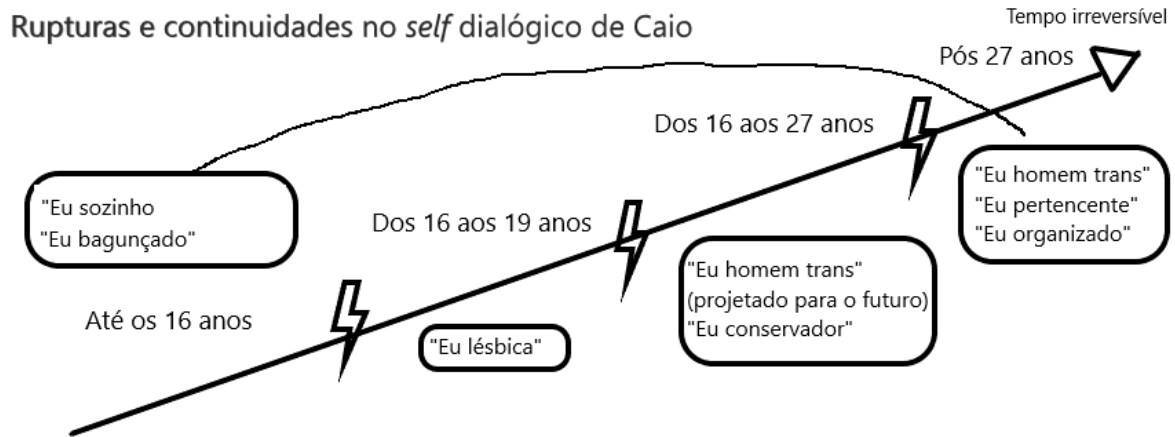 Rupturas e continuidades no self dialógico de Caio
Tempo irreversível
Pós 27 anos
Dos 16 aos 27 anos
"Eu homem trans"
"Eu pertencente"
"Eu organizado"
"Eu sozinho
"Eu bagunçado"
Dos 16 aos 19 anos
"Eu homem trans"
(projetado para o futuro)
"Eu conservador"
Até os 16 anos
"Eu lésbica"